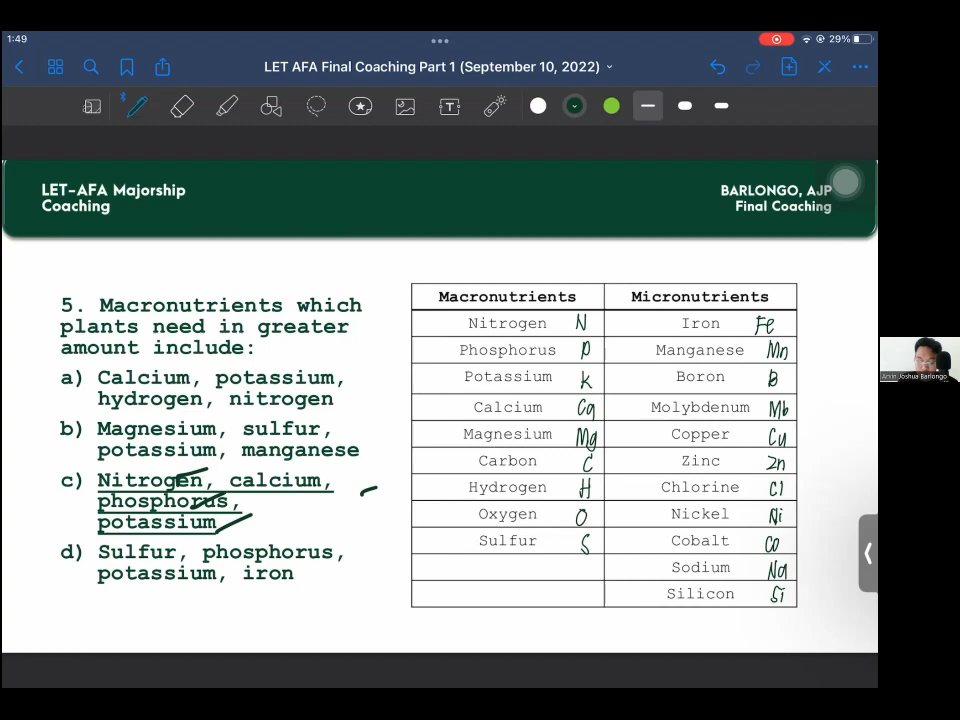 1:49
29%
LET AFA Final Coaching Part 1 (September 10, 2022)
LET-AFA Majorship
Coaching
BARLONGO, AJP
Final Coaching
5. Macronutrients which
plants need in greater
amount include:
a) Calcium, potassium,
hydrogen, nitrogen
b) Magnesium, sulfur,
potassium, manganese
c) Nitrogen, calcium,
phosphorus,
potassium
d) Sulfur, phosphorus,
potassium, iron
Macronutrients Micronutrients
Nitrogen N Iron Fe
Phosphorus P Manganese Mn
Potassium K Boron B
Calcium Ca Molybdenum Mb
Magnesium Mg Copper Cu
Carbon C Zinc Zn
Hydrogen H Chlorine Cl
Oxygen O Nickel Ni
Sulfur S Cobalt Co
Sodium Na
Silicon Si
Arvin Joshua Barlongo